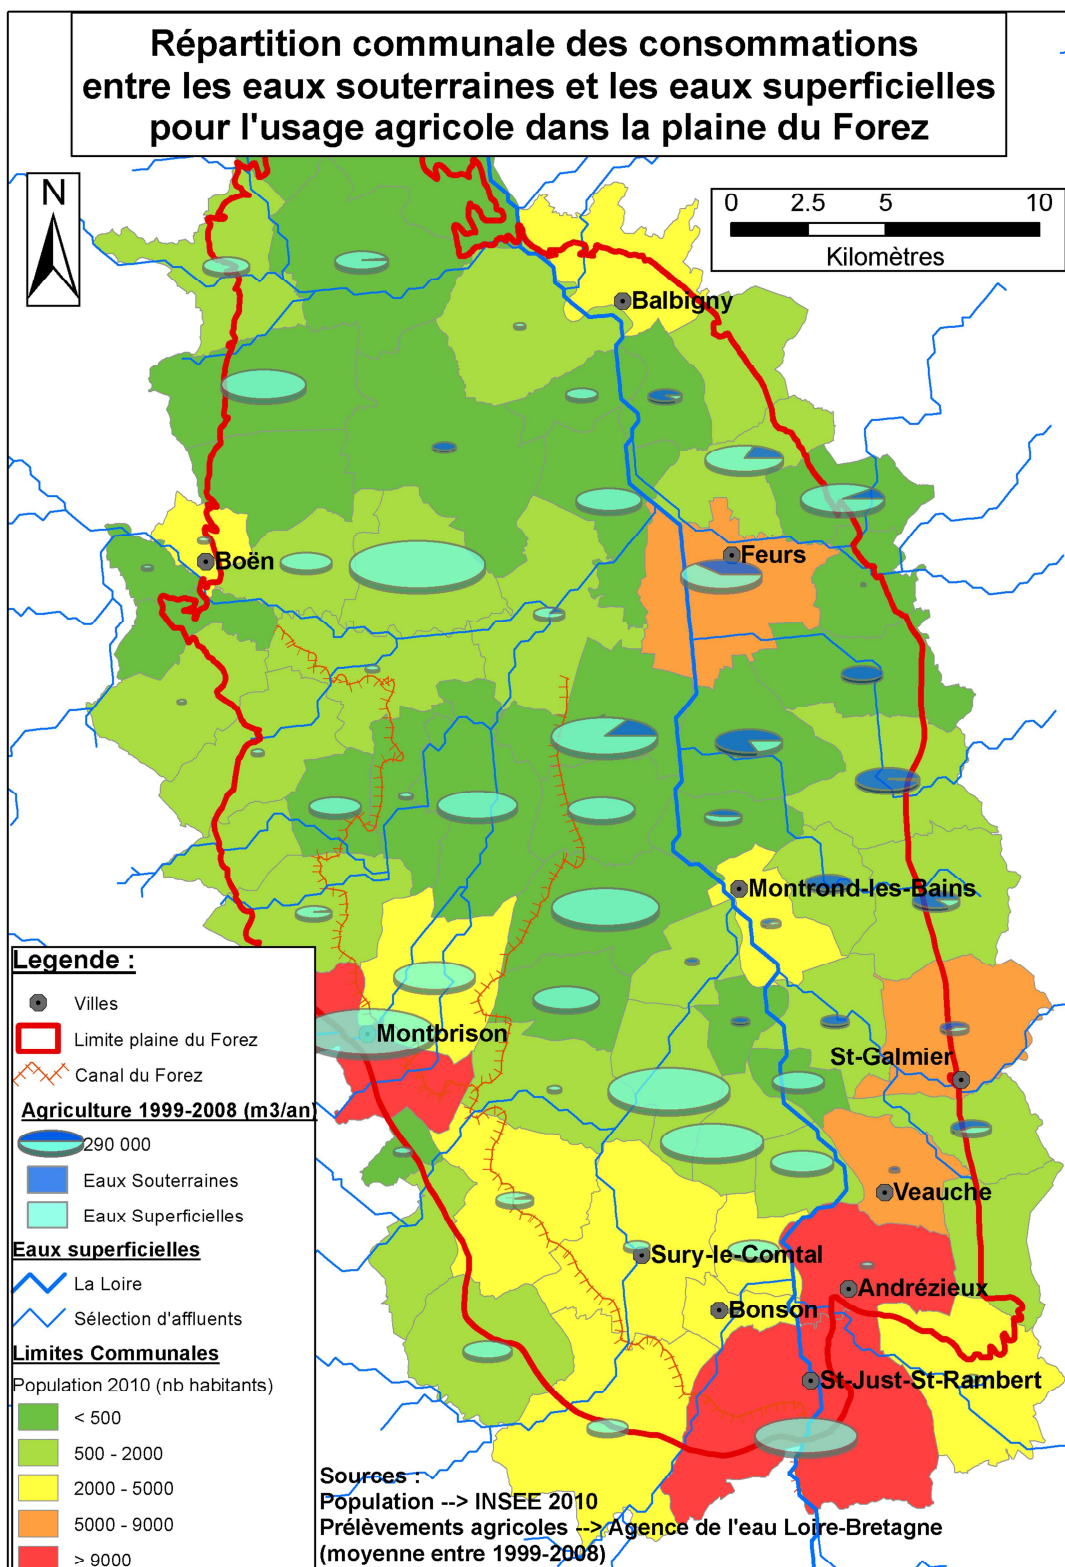 Répartition communale des consommations
entre les eaux souterraines et les eaux superficielles
pour l'usage agricole dans la plaine du Forez
N
0 2.5 5 10
Kilomètres
Balbigny
Boën
Feurs
Montrond-les-Bains
Montbrison
St-Galmier
Veauche
Sury-le-Comtal
Andrézieux
Bonson
St-Just-St-Rambert
Legende :
Villes
Limite plaine du Forez
Canal du Forez
Agriculture 1999-2008 (m3/an)
290 000
Eaux Souterraines
Eaux Superficielles
Eaux superficielles
La Loire
Sélection d'affluents
Limites Communales
Population 2010 (nb habitants)
< 500
500 - 2000
2000 - 5000
5000 - 9000
> 9000
Sources :
Population --> INSEE 2010
Prélèvements agricoles --> Agence de l'eau Loire-Bretagne
(moyenne entre 1999-2008)